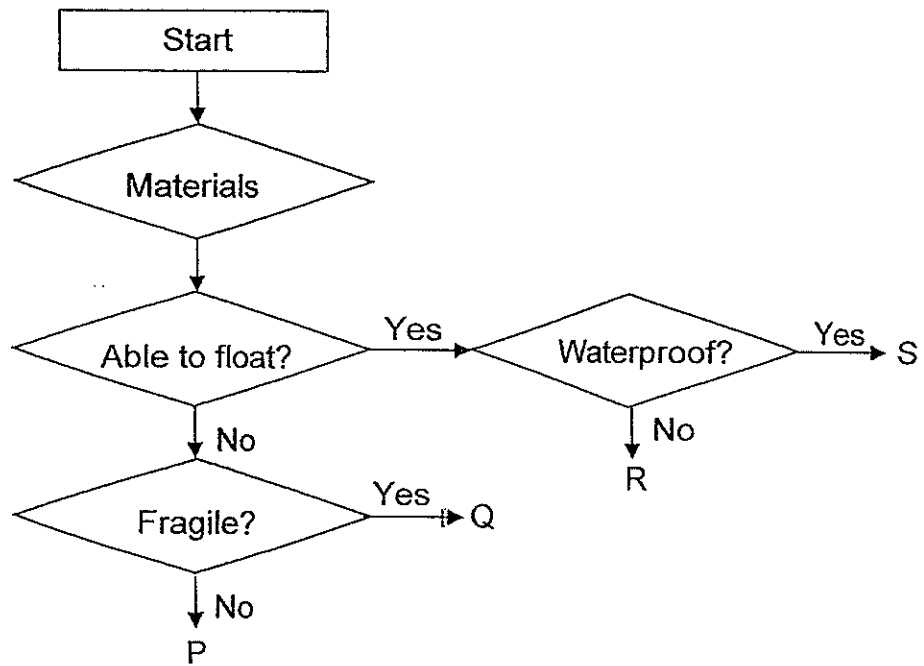 Start
Materials
Able to float?
Yes
Waterproof?
Yes
S
No
No
R
Fragile?
Yes
Q
No
P